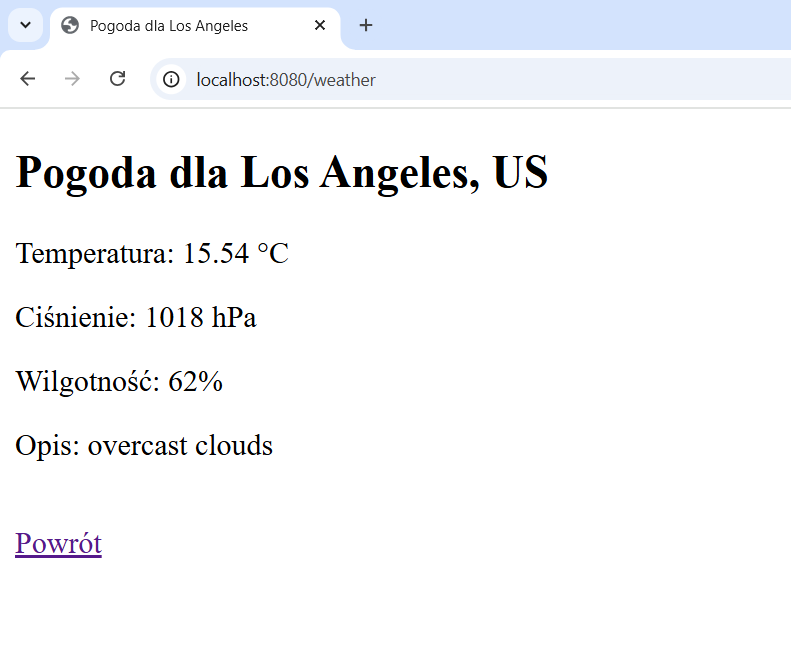 Pogoda dla Los Angeles
localhost:8080/weather
Pogoda dla Los Angeles, US
Temperatura: 15.54 °C
Ciśnienie: 1018 hPa
Wilgotność: 62%
Opis: overcast clouds
Powrót